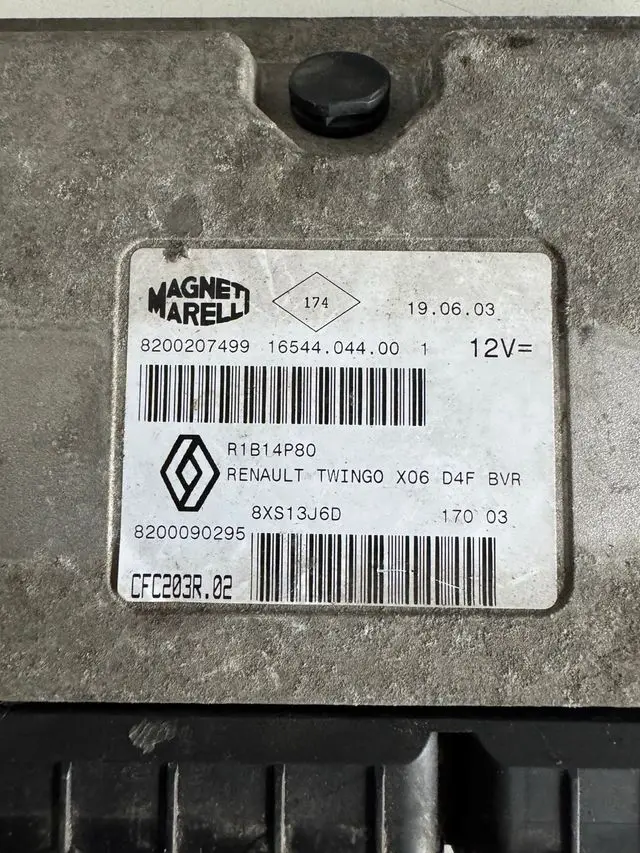 MAGNETI MARELLI
174
19.06.03
8200207499 16544.044.00 1 12V=
R1B14P80
RENAULT TWINGO X06 D4F BVR
8XS13J6D 170 03
8200090295
CFC203R.02